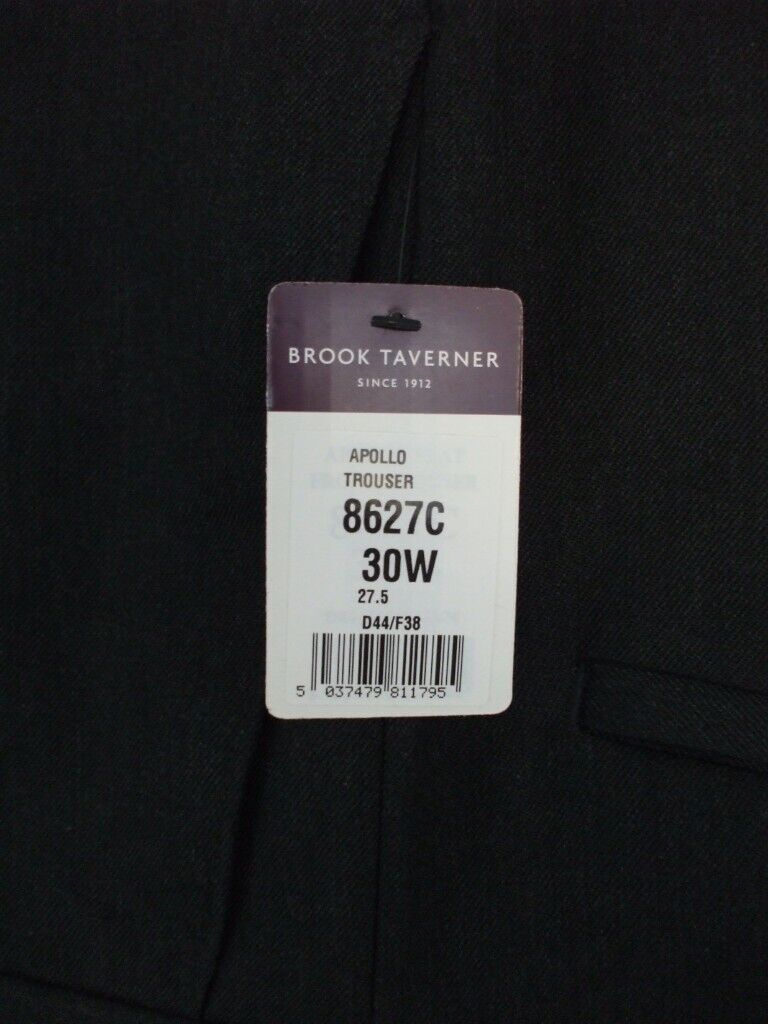 BROOK TAVERNER
SINCE 1912
APOLLO
TROUSER
8627C
30W
27.5
D44/F38
5 037479 811795